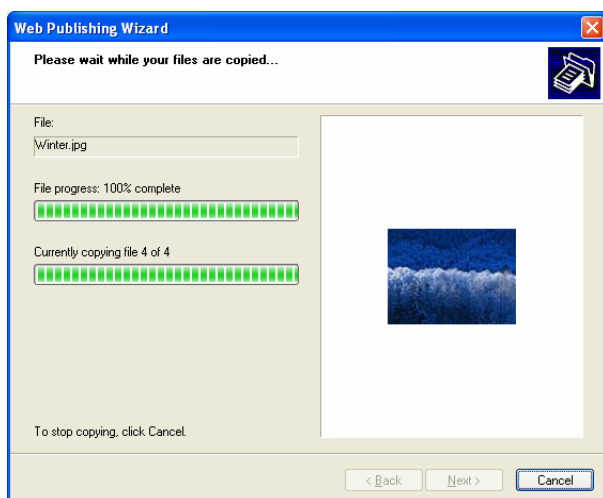 Web Publishing Wizard
Please wait while your files are copied...
File:
Winter.jpg
File progress: 100% complete
Currently copying file 4 of 4
To stop copying, click Cancel.
< Back Next > Cancel